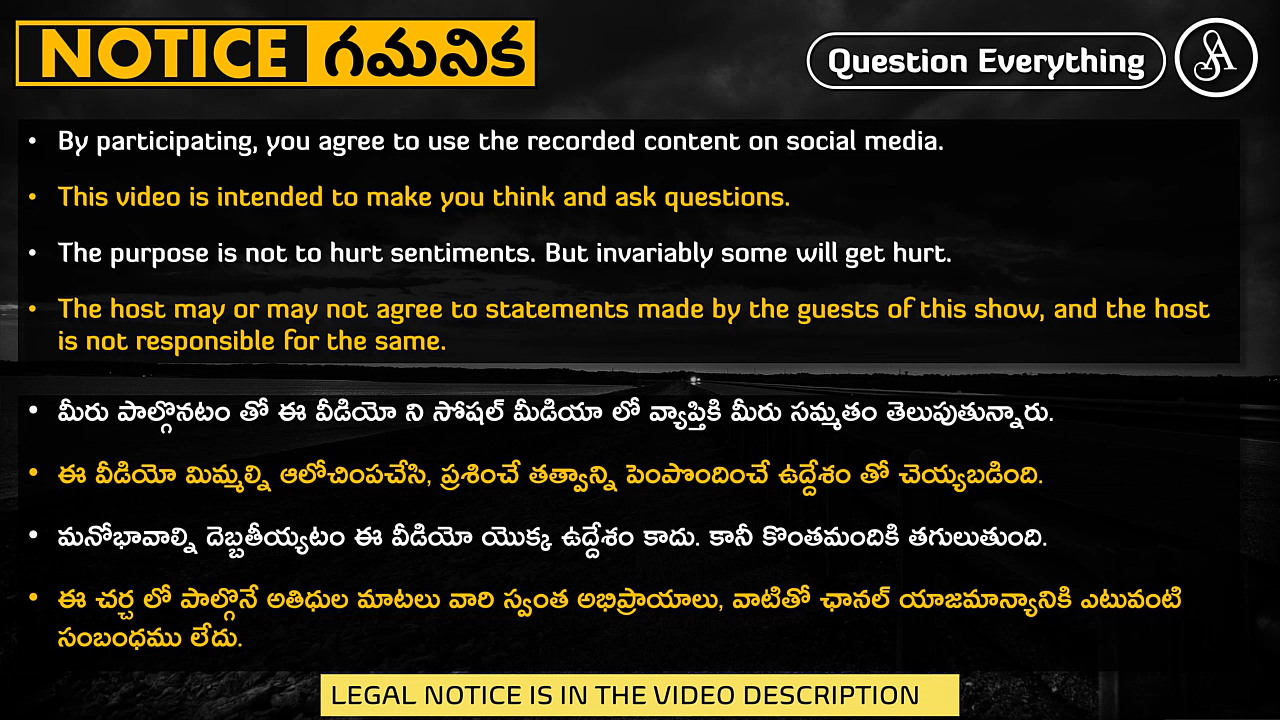 NOTICE గమనిక
Question Everything
• By participating, you agree to use the recorded content on social media.
• This video is intended to make you think and ask questions.
• The purpose is not to hurt sentiments. But invariably some will get hurt.
• The host may or may not agree to statements made by the guests of this show, and the host
is not responsible for the same.
• మీరు పాల్గొనటం తో ఈ వీడియో ని సోషల్ మీడియా లో వ్యాప్తికి మీరు సమ్మతం తెలుపుతున్నారు.
• ఈ వీడియో మిమ్మల్ని ఆలోచింపచేసి, ప్రశించే తత్వాన్ని పెంపొందించే ఉద్దేశం తో చెయ్యబడింది.
• మనోభావాల్ని దెబ్బతీయ్యటం ఈ వీడియో యొక్క ఉద్దేశం కాదు. కానీ కొంతమందికి తగులుతుంది.
• ఈ చర్చ లో పాల్గొనే అతిధుల మాటలు వారి స్వంత అభిప్రాయాలు, వాటితో ఛానల్ యాజమాన్యానికి ఎటువంటి
సంబంధము లేదు.
LEGAL NOTICE IS IN THE VIDEO DESCRIPTION